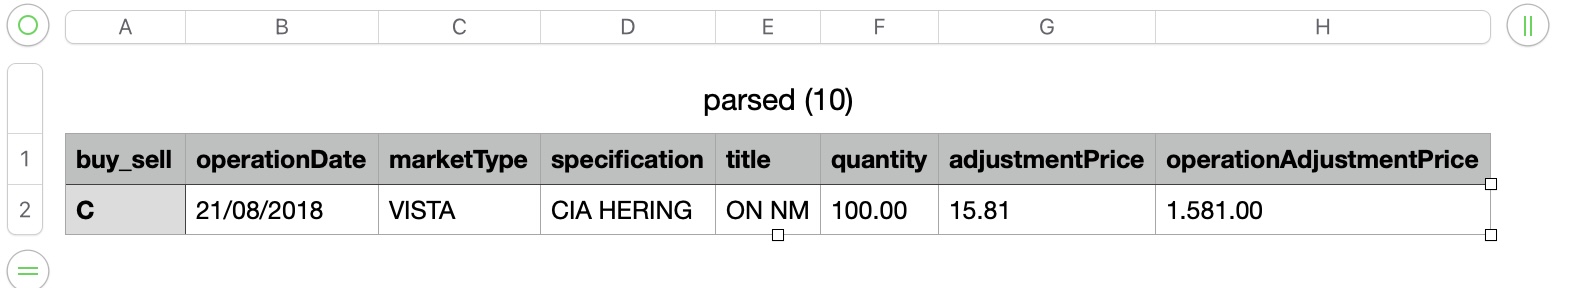 A B C D E F G H
parsed (10)
1 buy_sell operationDate marketType specification title quantity adjustmentPrice operationAdjustmentPrice
2 C 21/08/2018 VISTA CIA HERING ON NM 100.00 15.81 1.581.00